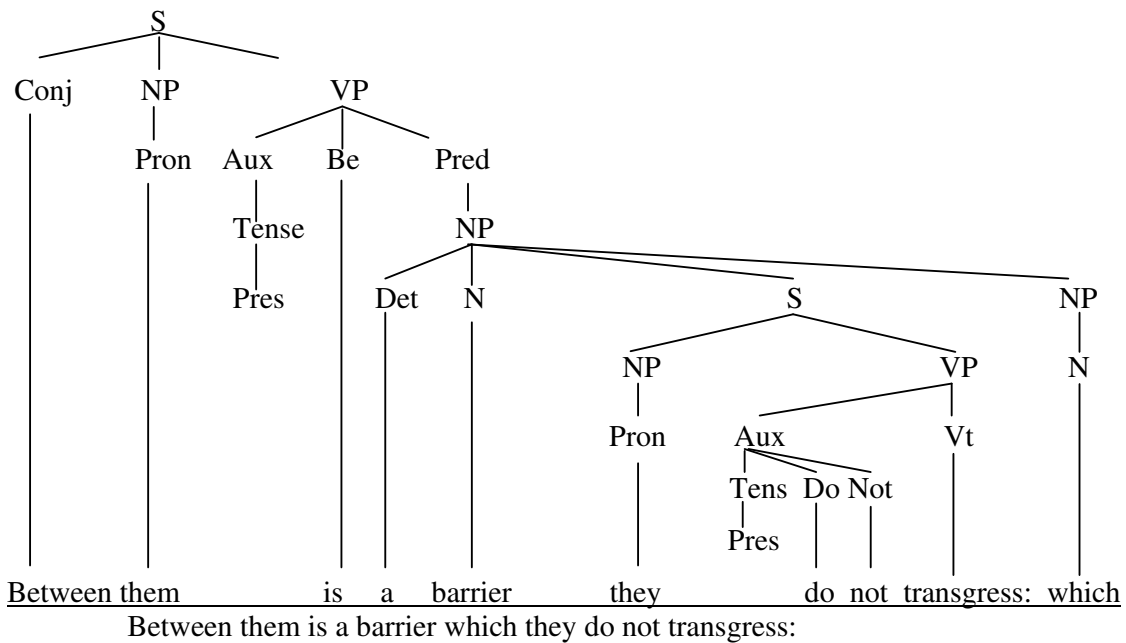 S
Conj NP VP
Pron Aux Be Pred
Tense NP
Pres Det N S NP
NP VP N
Pron Aux Vt
Tens Do Not
Pres
Between them is a barrier they do not transgress: which
Between them is a barrier which they do not transgress: